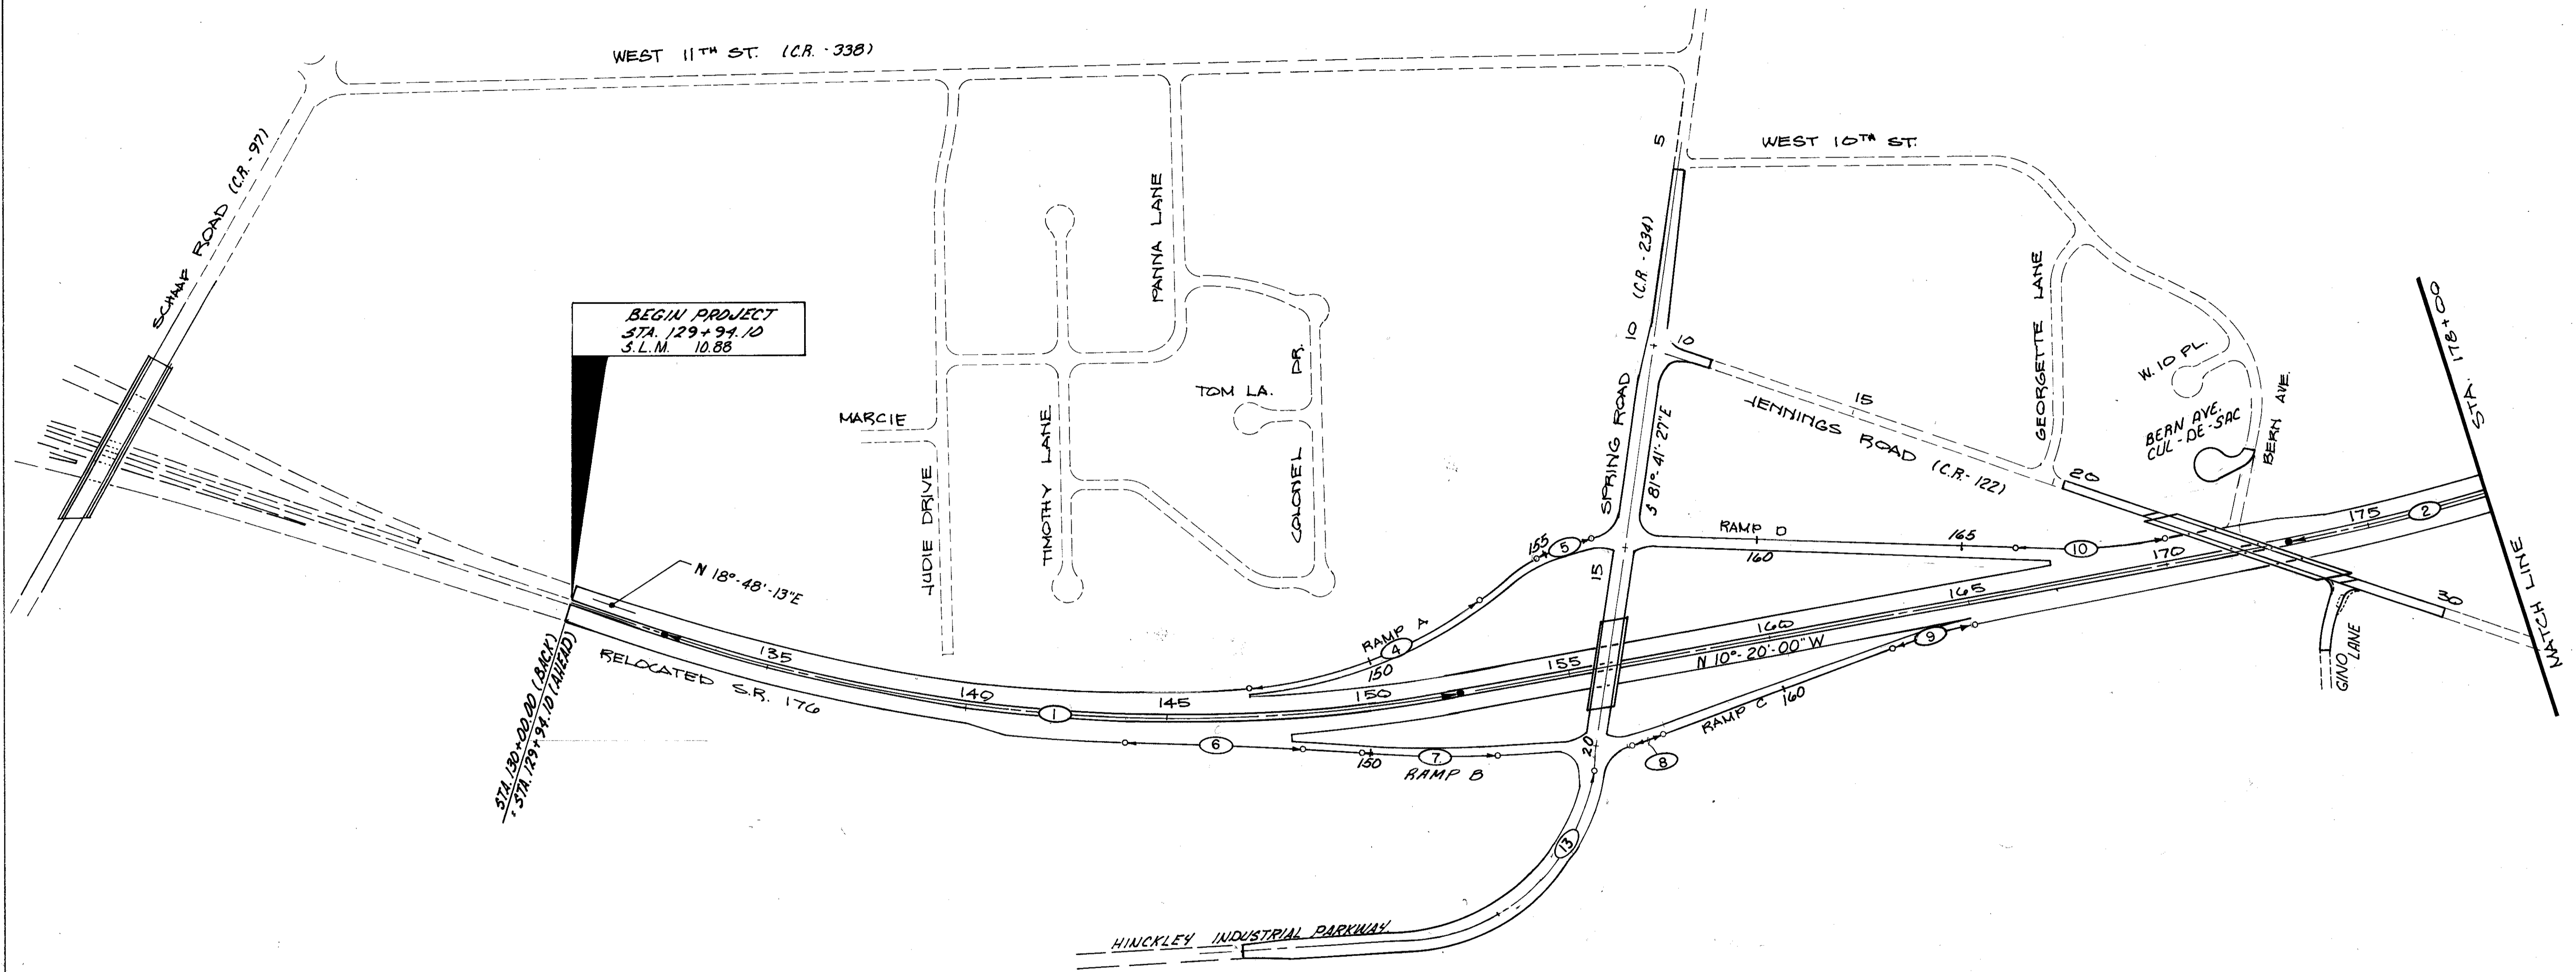 WEST 11TH ST. (C.R. - 338)
SCHAAF ROAD (C.R. - 97)
BEGIN PROJECT
STA. 129+94.10
S.L.M. 10.88
N 18°-48'-13"E
STA. 130+00.00 (BACK)
= STA. 129+94.10 (AHEAD)
RELOCATED S.R. 176
MARCIE
JUDIE DRIVE
TIMOTHY LANE
PANNA LANE
TOM LA.
COLONEL DR.
5
WEST 10TH ST.
SPRING ROAD (C.R. - 234)
10
10
S 81°-41'-27"E
15
JENNINGS ROAD (C.R. - 122)
15
GEORGETTE LANE
20
W. 10 PL.
BERN AVE.
CUL-DE-SAC
BERN AVE.
STA. 178+00
MATCH LINE
30
GINO
LANE
RAMP D
160
165
10
170
175
2
155
5
RAMP A
4
150
135
140
1
145
150
155
160
165
N 10°-20'-00"W
9
RAMP C
160
8
20
6
150
7
RAMP B
13
HINCKLEY INDUSTRIAL PARKWAY